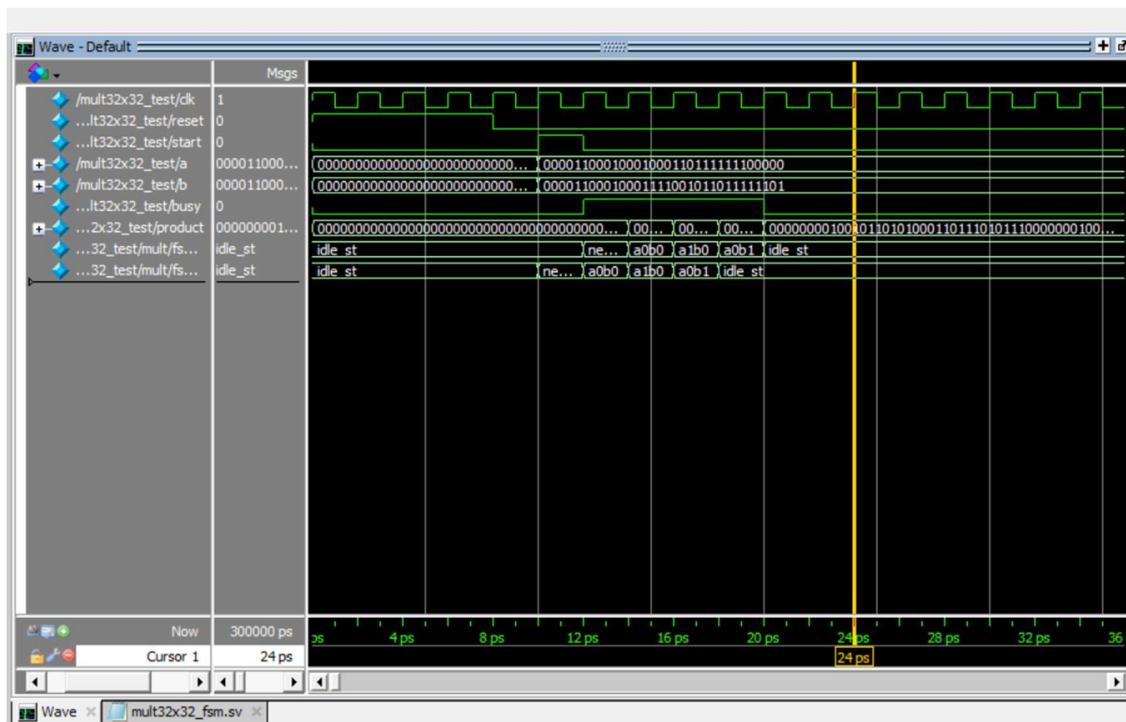 Wave - Default
Msgs
/mult32x32_test/clk 1
...lt32x32_test/reset 0
...lt32x32_test/start 0
/mult32x32_test/a 000011000... 000000000000000000000000000... 00001100010001000110111111100000
/mult32x32_test/b 000011000... 000000000000000000000000000... 00001100010001111001011011111101
...lt32x32_test/busy 0
...2x32_test/product 000000001... 00... 00... 00...
...32_test/mult/fs... idle_st idle_st ne... a0b0 a1b0 a0b1 idle_st
...32_test/mult/fs... idle_st idle_st ne... a0b0 a1b0 a0b1 idle_st
Now 300000 ps ps 4 ps 8 ps 12 ps 16 ps 20 ps 24 ps 28 ps 32 ps 36
Cursor 1 24 ps 24 ps
Wave mult32x32_fsm.sv